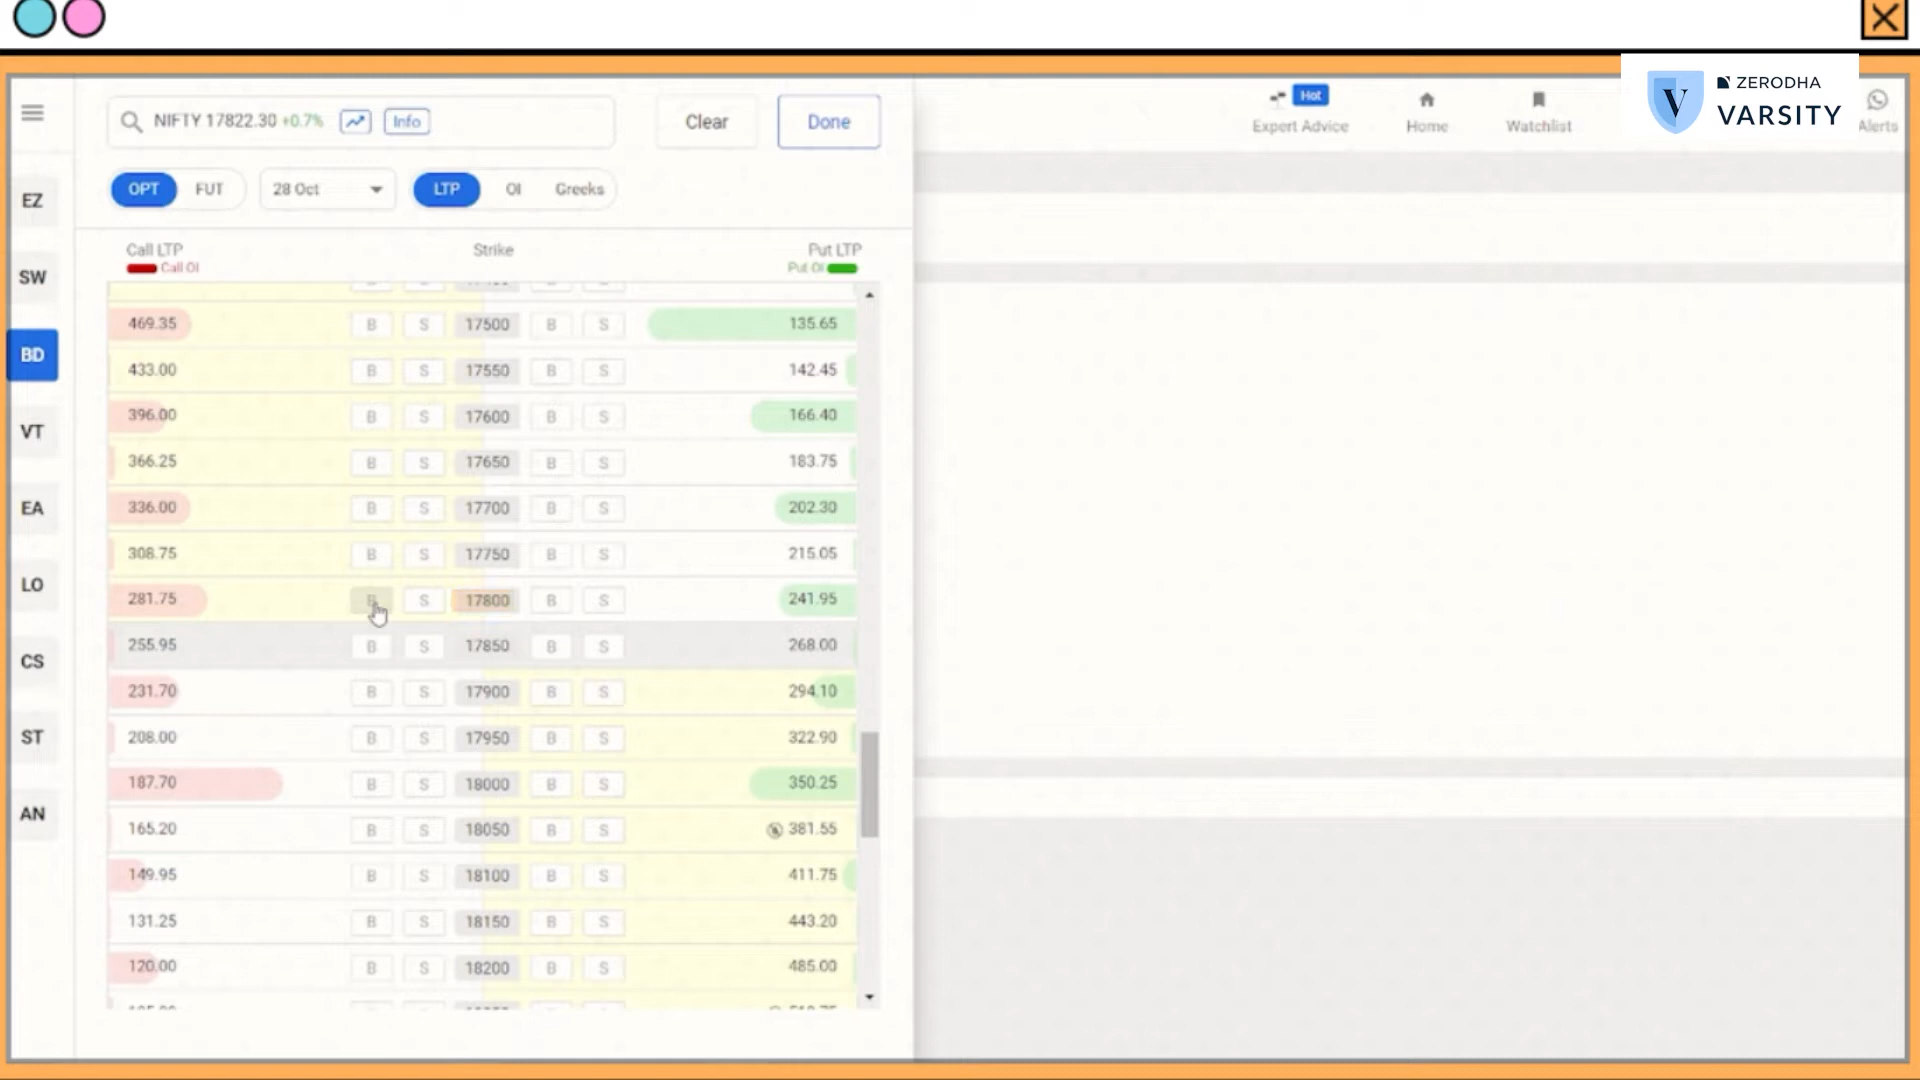 ZERODHA
VARSITY
NIFTY 17822.30 +0.7% Info
Clear
Done
Hot
Expert Advice
Home
Watchlist
Alerts
OPT FUT
28 Oct
LTP OI Greeks
Call LTP Strike Put LTP
Call OI Put OI
EZ
SW
BD
VT
EA
LO
CS
ST
AN
469.35 B S 17500 B S 135.65
433.00 B S 17550 B S 142.45
396.00 B S 17600 B S 166.40
366.25 B S 17650 B S 183.75
336.00 B S 17700 B S 202.30
308.75 B S 17750 B S 215.05
281.75 B S 17800 B S 241.95
255.95 B S 17850 B S 268.00
231.70 B S 17900 B S 294.10
208.00 B S 17950 B S 322.90
187.70 B S 18000 B S 350.25
165.20 B S 18050 B S 381.55
149.95 B S 18100 B S 411.75
131.25 B S 18150 B S 443.20
120.00 B S 18200 B S 485.00